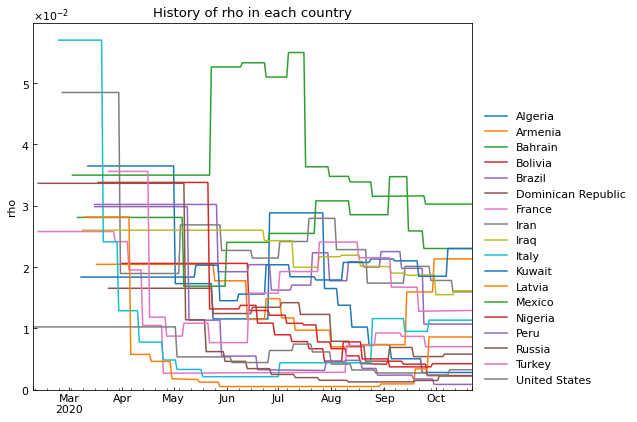 History of rho in each country
×10⁻²
5
4
3
2
1
0
rho
Mar
2020
Apr
May
Jun
Jul
Aug
Sep
Oct
Algeria
Armenia
Bahrain
Bolivia
Brazil
Dominican Republic
France
Iran
Iraq
Italy
Kuwait
Latvia
Mexico
Nigeria
Peru
Russia
Turkey
United States